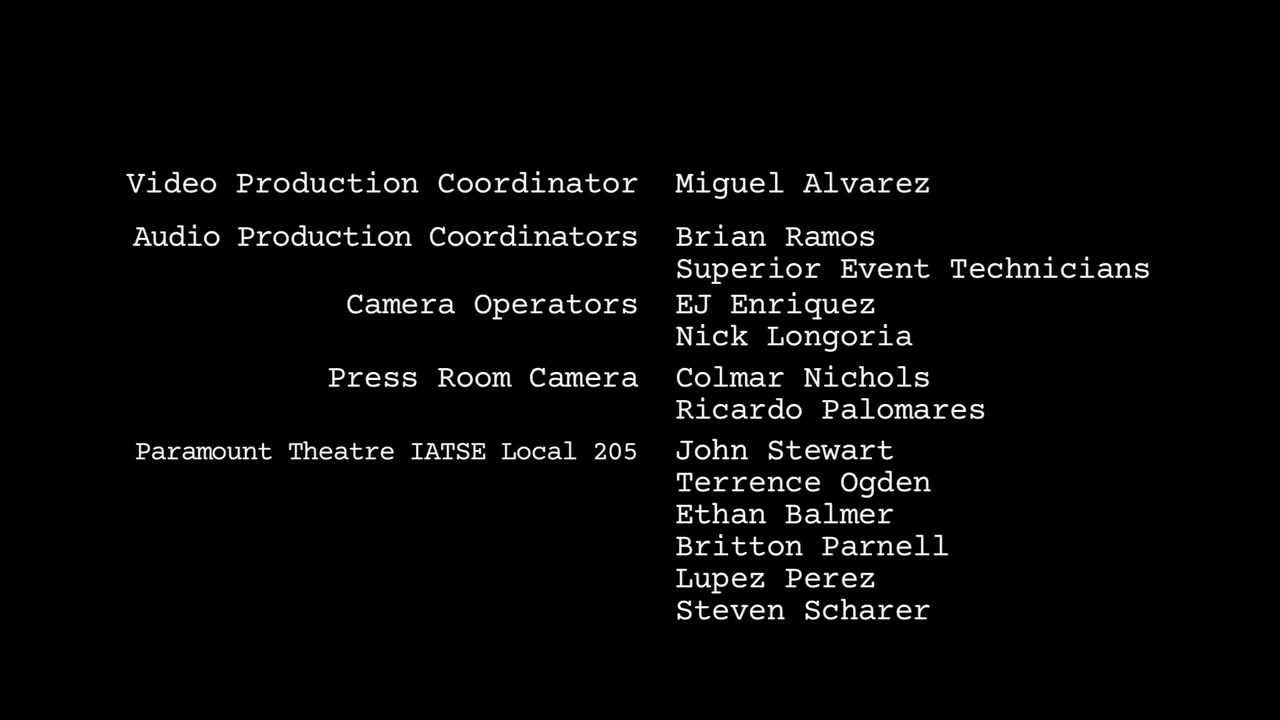 Video Production Coordinator Miguel Alvarez
Audio Production Coordinators Brian Ramos
Superior Event Technicians
Camera Operators EJ Enriquez
Nick Longoria
Press Room Camera Colmar Nichols
Ricardo Palomares
Paramount Theatre IATSE Local 205 John Stewart
Terrence Ogden
Ethan Balmer
Britton Parnell
Lupez Perez
Steven Scharer